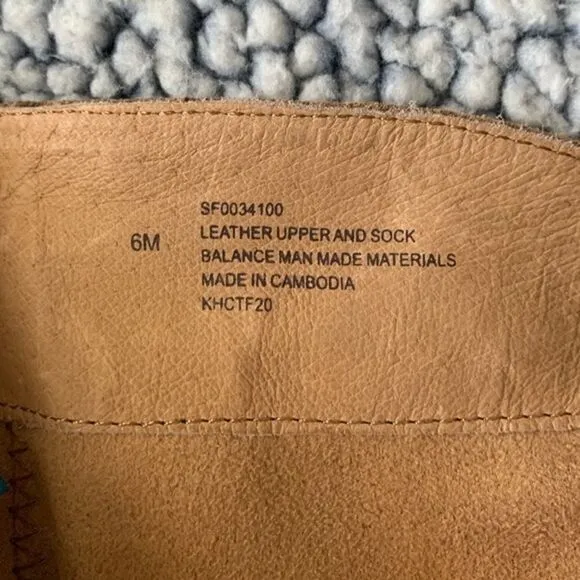 SF0034100
6M
LEATHER UPPER AND SOCK
BALANCE MAN MADE MATERIALS
MADE IN CAMBODIA
KHCTF20